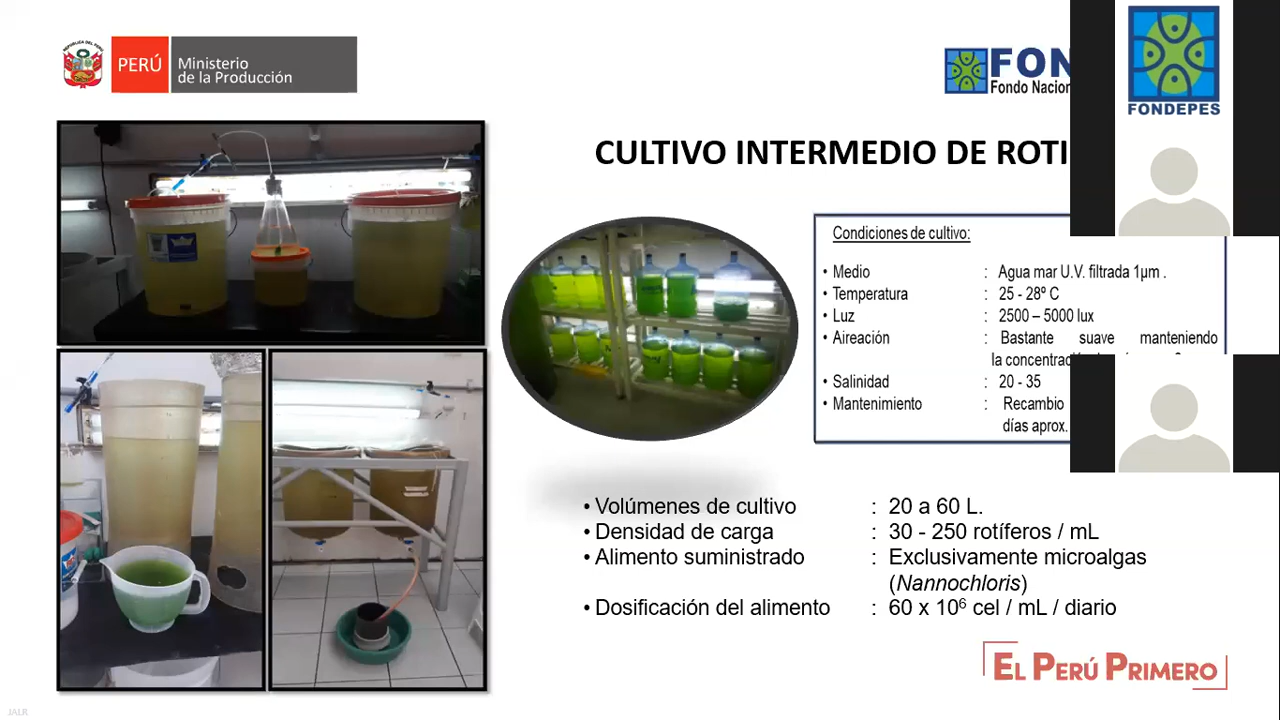 PERÚ
Ministerio
de la Producción
FON
Fondo Nacion
FONDEPES
CULTIVO INTERMEDIO DE ROTI
Condiciones de cultivo:
• Medio : Agua mar U.V. filtrada 1µm .
• Temperatura : 25 - 28º C
• Luz : 2500 – 5000 lux
• Aireación : Bastante suave manteniendo
la
• Salinidad : 20 - 35
• Mantenimiento : Recambio
días aprox.
• Volúmenes de cultivo : 20 a 60 L.
• Densidad de carga : 30 - 250 rotíferos / mL
• Alimento suministrado : Exclusivamente microalgas
(Nannochloris)
• Dosificación del alimento : 60 x 10⁶ cel / mL / diario
EL PERÚ PRIMERO
JALR